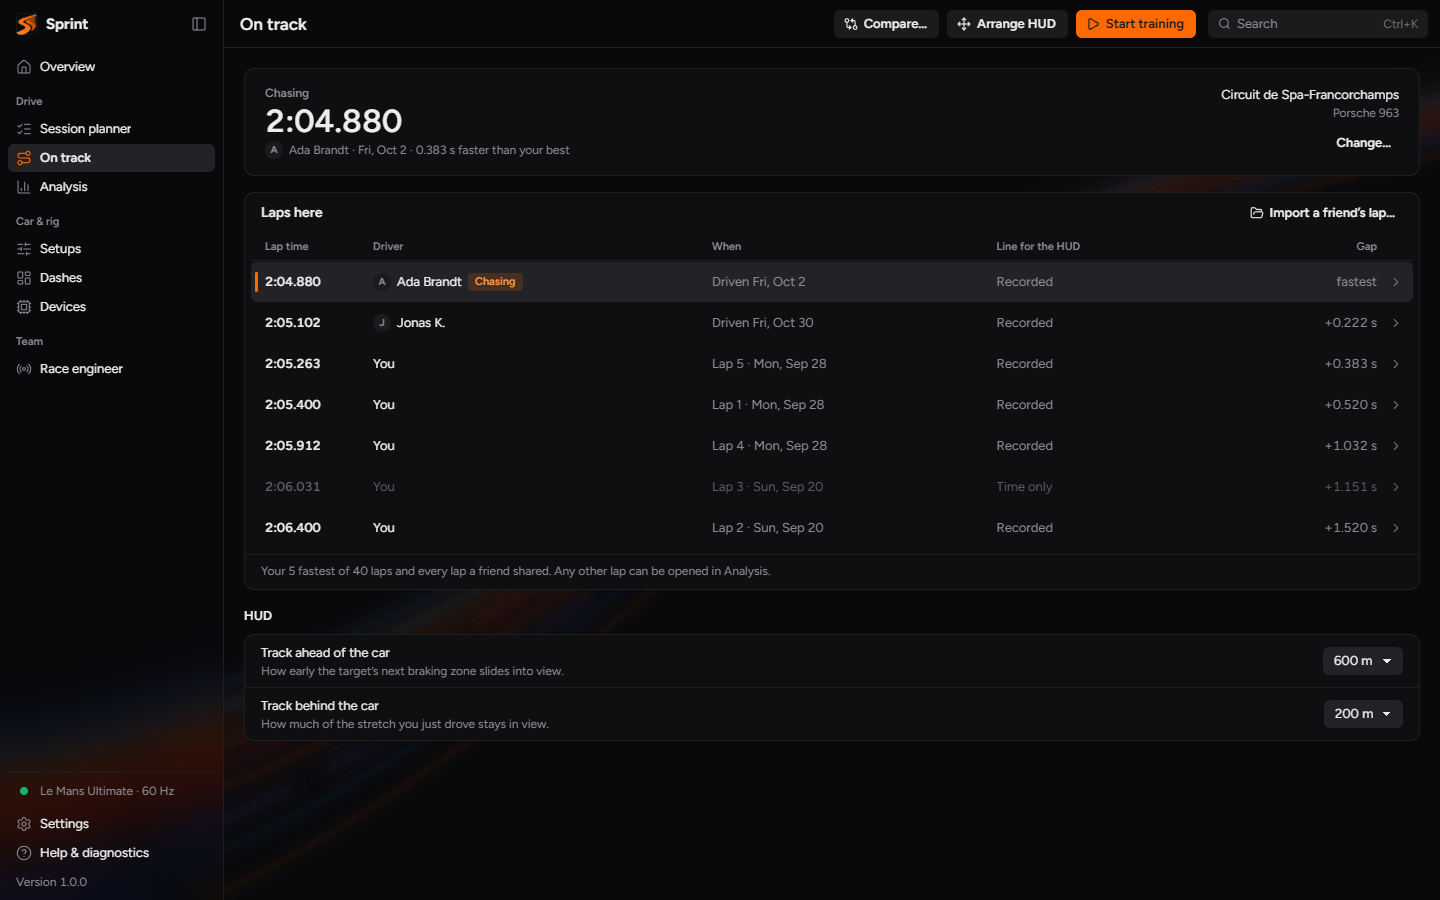 Sprint
On track
Compare...
Arrange HUD
Start training
Search
Ctrl+K
Overview
Drive
Session planner
On track
Analysis
Car & rig
Setups
Dashes
Devices
Team
Race engineer
Le Mans Ultimate · 60 Hz
Settings
Help & diagnostics
Version 1.0.0
Chasing
2:04.880
A Ada Brandt · Fri, Oct 2 · 0.383 s faster than your best
Circuit de Spa-Francorchamps
Porsche 963
Change...
Laps here
Import a friend’s lap...
Lap time Driver When Line for the HUD Gap
2:04.880 A Ada Brandt Chasing Driven Fri, Oct 2 Recorded fastest
2:05.102 J Jonas K. Driven Fri, Oct 30 Recorded +0.222 s
2:05.263 You Lap 5 · Mon, Sep 28 Recorded +0.383 s
2:05.400 You Lap 1 · Mon, Sep 28 Recorded +0.520 s
2:05.912 You Lap 4 · Mon, Sep 28 Recorded +1.032 s
2:06.031 You Lap 3 · Sun, Sep 20 Time only +1.151 s
2:06.400 You Lap 2 · Sun, Sep 20 Recorded +1.520 s
Your 5 fastest of 40 laps and every lap a friend shared. Any other lap can be opened in Analysis.
HUD
Track ahead of the car
How early the target’s next braking zone slides into view.
600 m
Track behind the car
How much of the stretch you just drove stays in view.
200 m